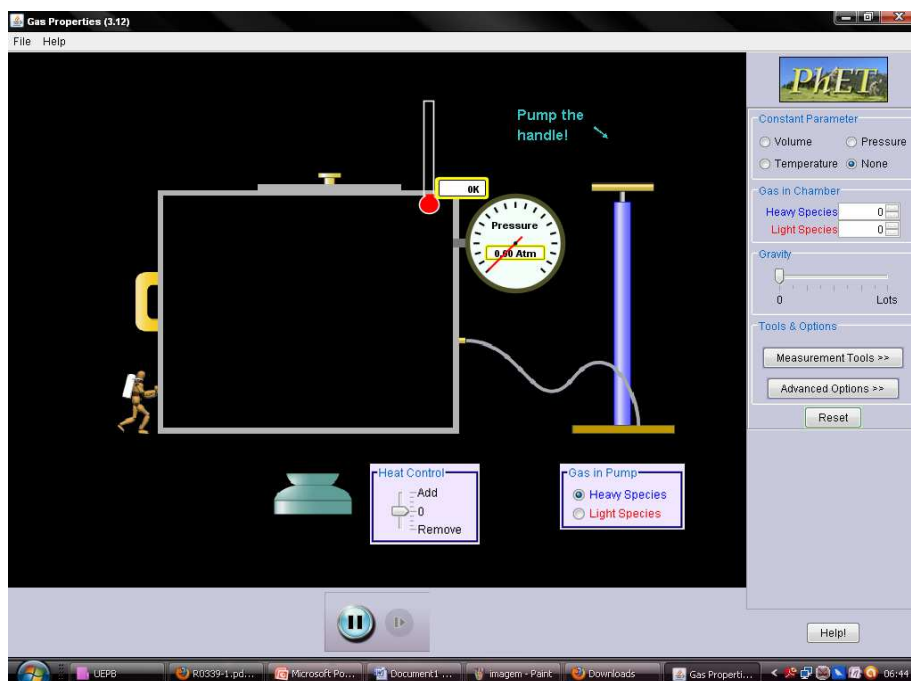 Gas Properties (3.12)
File Help
Pump the
handle!
0K
Pressure
0,00 Atm
Heat Control
Add
0
Remove
Gas in Pump
Heavy Species
Light Species
PhET
Constant Parameter
Volume Pressure
Temperature None
Gas in Chamber
Heavy Species 0
Light Species 0
Gravity
0 Lots
Tools & Options
Measurement Tools >>
Advanced Options >>
Reset
Help!
UEPB R0339-1.pd... Microsoft Po... Document1 ... imagem - Paint Downloads Gas Properti... 06:44